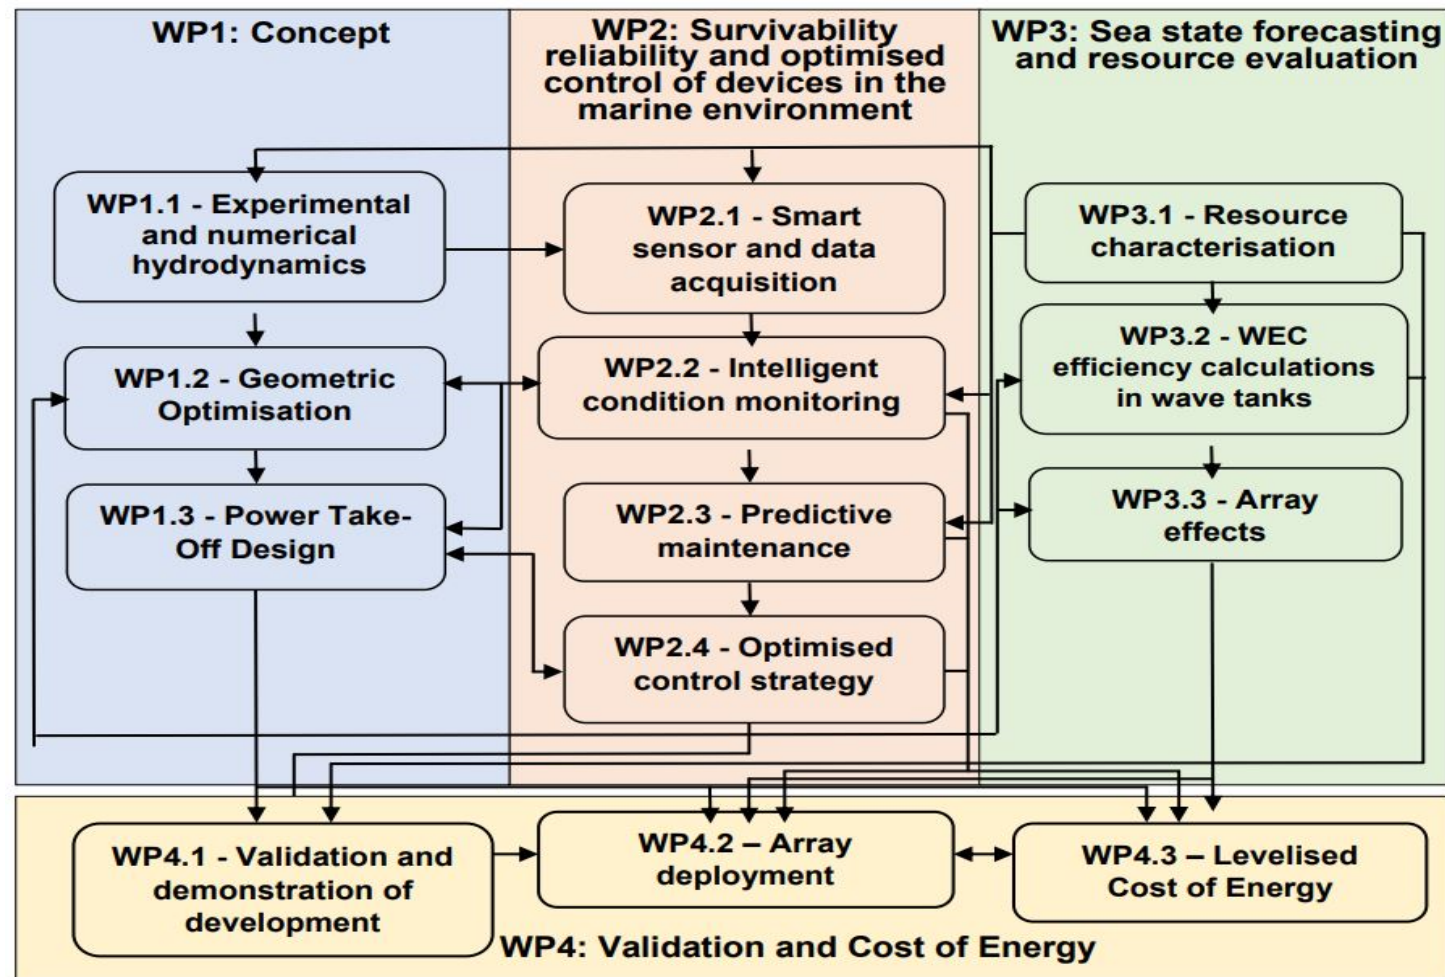 WP1: Concept
WP2: Survivability
reliability and optimised
control of devices in the
marine environment
WP3: Sea state forecasting
and resource evaluation
WP1.1 - Experimental
and numerical
hydrodynamics
WP1.2 - Geometric
Optimisation
WP1.3 - Power Take-
Off Design
WP2.1 - Smart
sensor and data
acquisition
WP2.2 - Intelligent
condition monitoring
WP2.3 - Predictive
maintenance
WP2.4 - Optimised
control strategy
WP3.1 - Resource
characterisation
WP3.2 - WEC
efficiency calculations
in wave tanks
WP3.3 - Array
effects
WP4.1 - Validation and
demonstration of
development
WP4.2 – Array
deployment
WP4.3 – Levelised
Cost of Energy
WP4: Validation and Cost of Energy